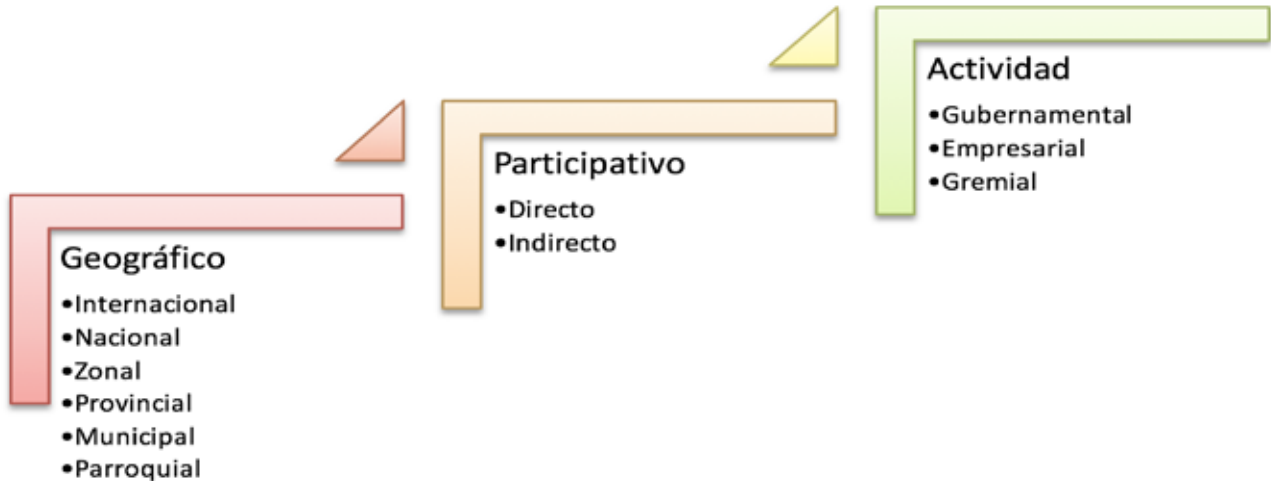 Geográfico
•Internacional
•Nacional
•Zonal
•Provincial
•Municipal
•Parroquial
Participativo
•Directo
•Indirecto
Actividad
•Gubernamental
•Empresarial
•Gremial